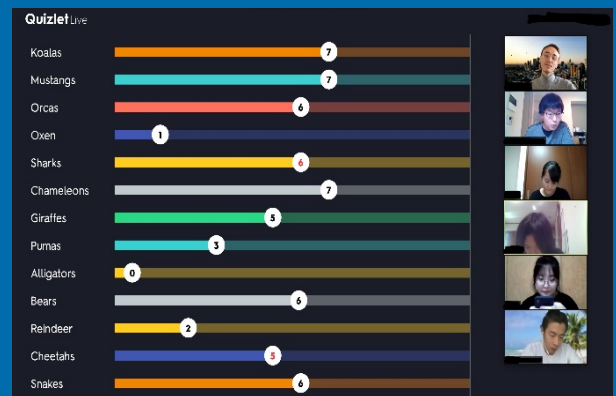 Quizlet Live
Koalas 7
Mustangs 7
Orcas 6
Oxen 1
Sharks 6
Chameleons 7
Giraffes 5
Pumas 3
Alligators 0
Bears 6
Reindeer 2
Cheetahs 5
Snakes 6